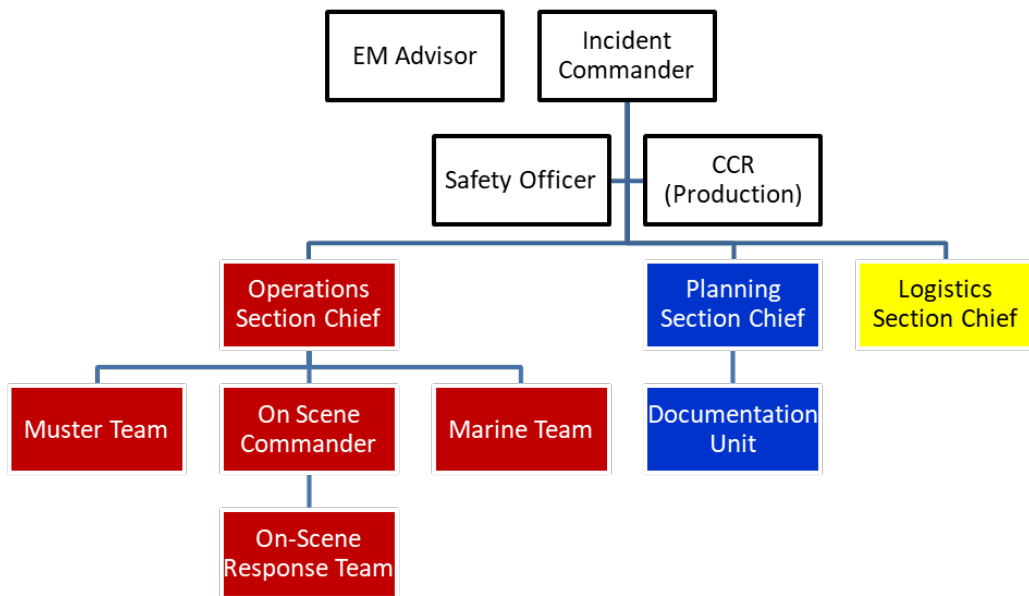 EM Advisor
Incident
Commander
Safety Officer
CCR
(Production)
Operations
Section Chief
Planning
Section Chief
Logistics
Section Chief
Muster Team
On Scene
Commander
Marine Team
Documentation
Unit
On-Scene
Response Team